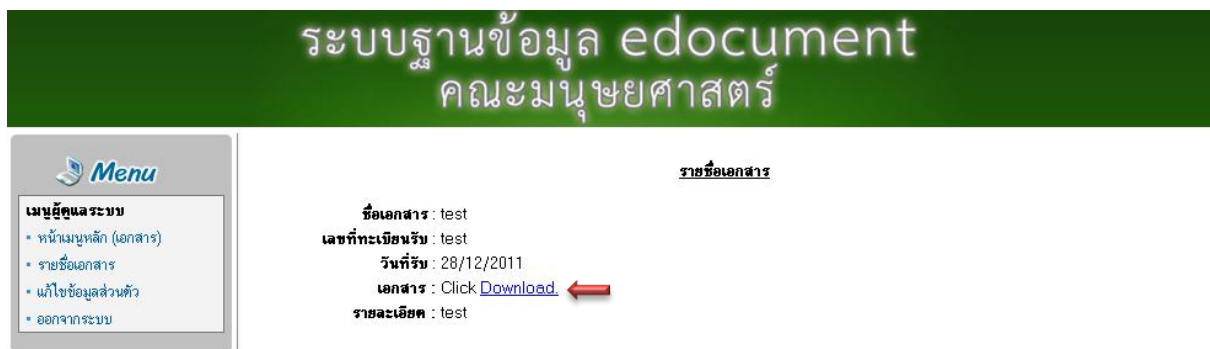 ระบบฐานข้อมูล edocument
คณะมนุษยศาสตร์
Menu
เมนูผู้ดูแลระบบ
หน้าเมนูหลัก (เอกสาร)
รายชื่อเอกสาร
แก้ไขข้อมูลส่วนตัว
ออกจากระบบ
รายชื่อเอกสาร
ชื่อเอกสาร : test
เลขที่ทะเบียนรับ : test
วันที่รับ : 28/12/2011
เอกสาร : Click Download.
รายละเอียด : test